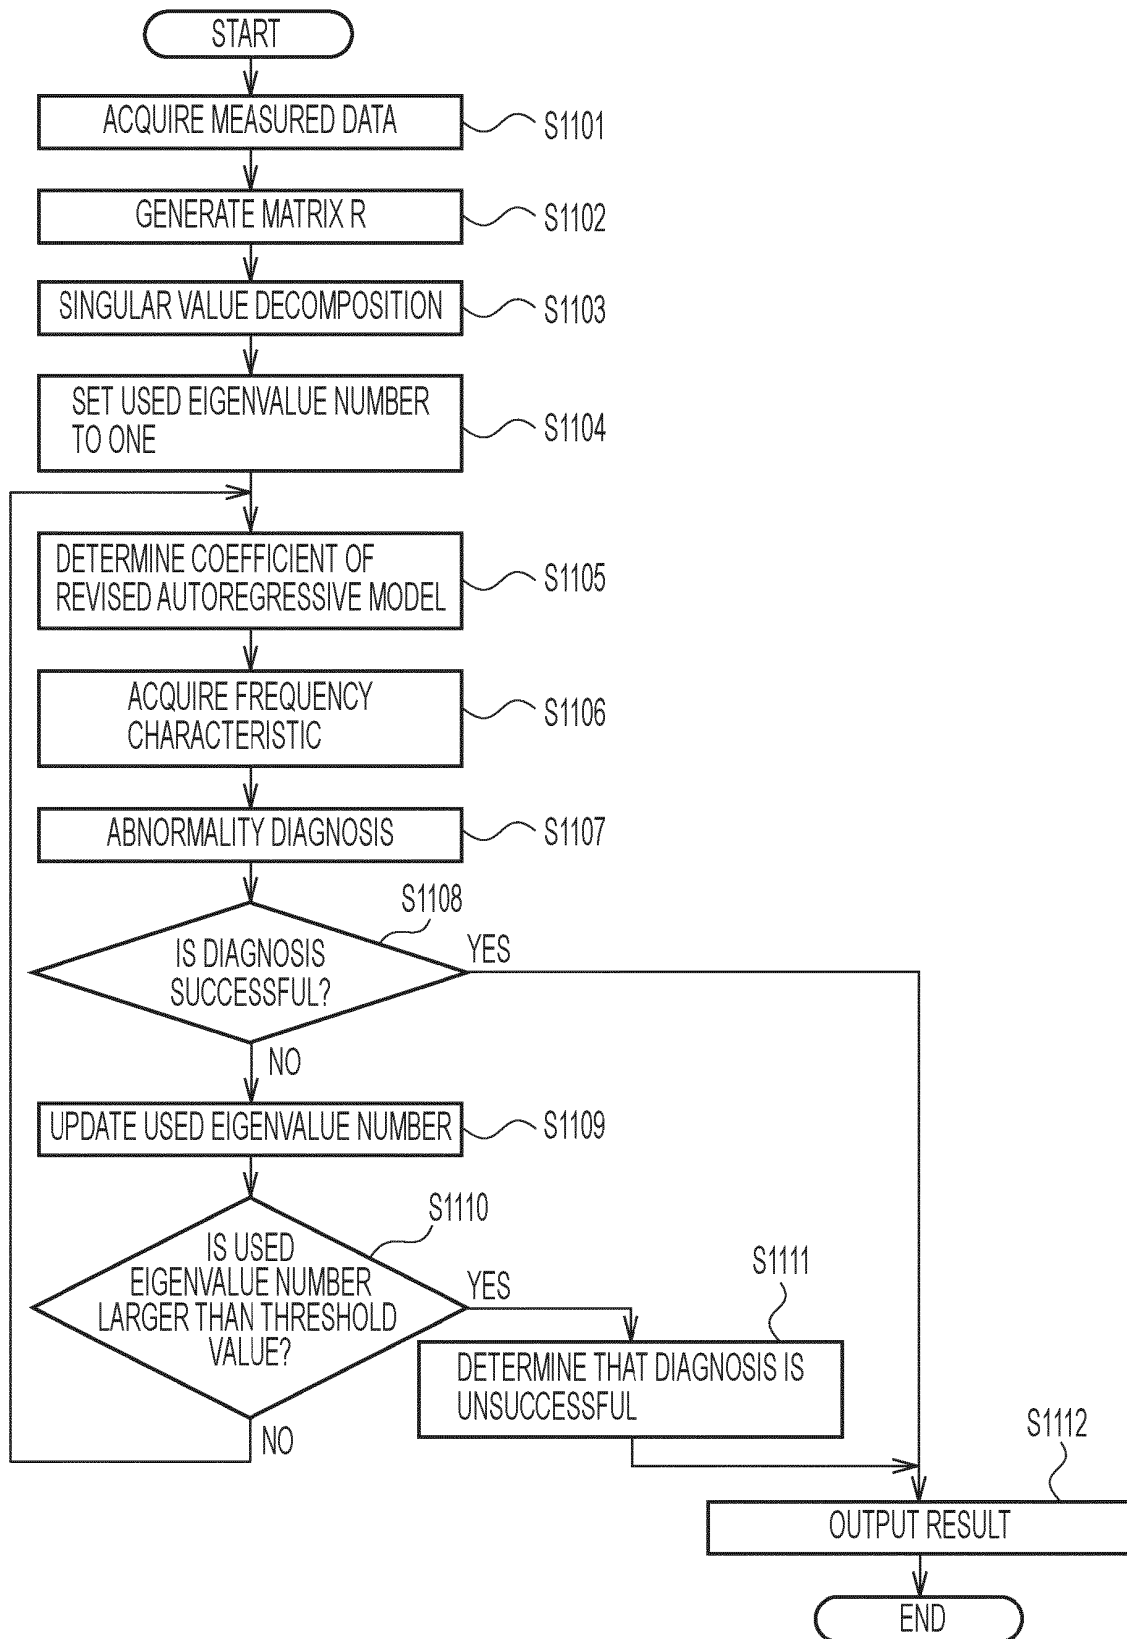 START
ACQUIRE MEASURED DATA
S1101
GENERATE MATRIX R
S1102
SINGULAR VALUE DECOMPOSITION
S1103
SET USED EIGENVALUE NUMBER
TO ONE
S1104
DETERMINE COEFFICIENT OF
REVISED AUTOREGRESSIVE MODEL
S1105
ACQUIRE FREQUENCY
CHARACTERISTIC
S1106
ABNORMALITY DIAGNOSIS
S1107
S1108
IS DIAGNOSIS
SUCCESSFUL?
YES
NO
UPDATE USED EIGENVALUE NUMBER
S1109
S1110
IS USED
EIGENVALUE NUMBER
LARGER THAN THRESHOLD
VALUE?
YES
NO
S1111
DETERMINE THAT DIAGNOSIS IS
UNSUCCESSFUL
S1112
OUTPUT RESULT
END